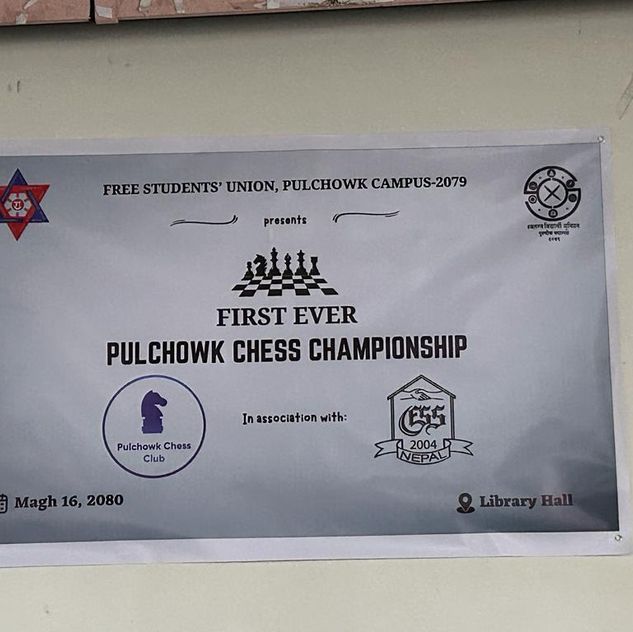 FREE STUDENTS' UNION, PULCHOWK CAMPUS-2079
presents
FIRST EVER
PULCHOWK CHESS CHAMPIONSHIP
Pulchowk Chess
Club
In association with:
CESS
2004
NEPAL
Magh 16, 2080
Library Hall